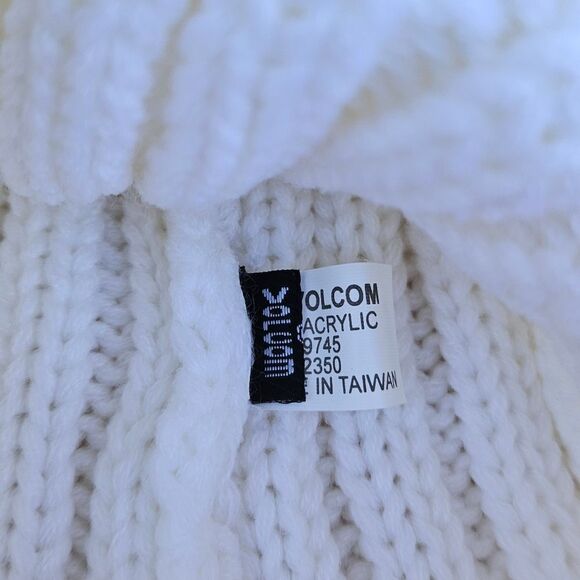 VOLCOM
VOLCOM
ACRYLIC
9745
2350
IN TAIWAN